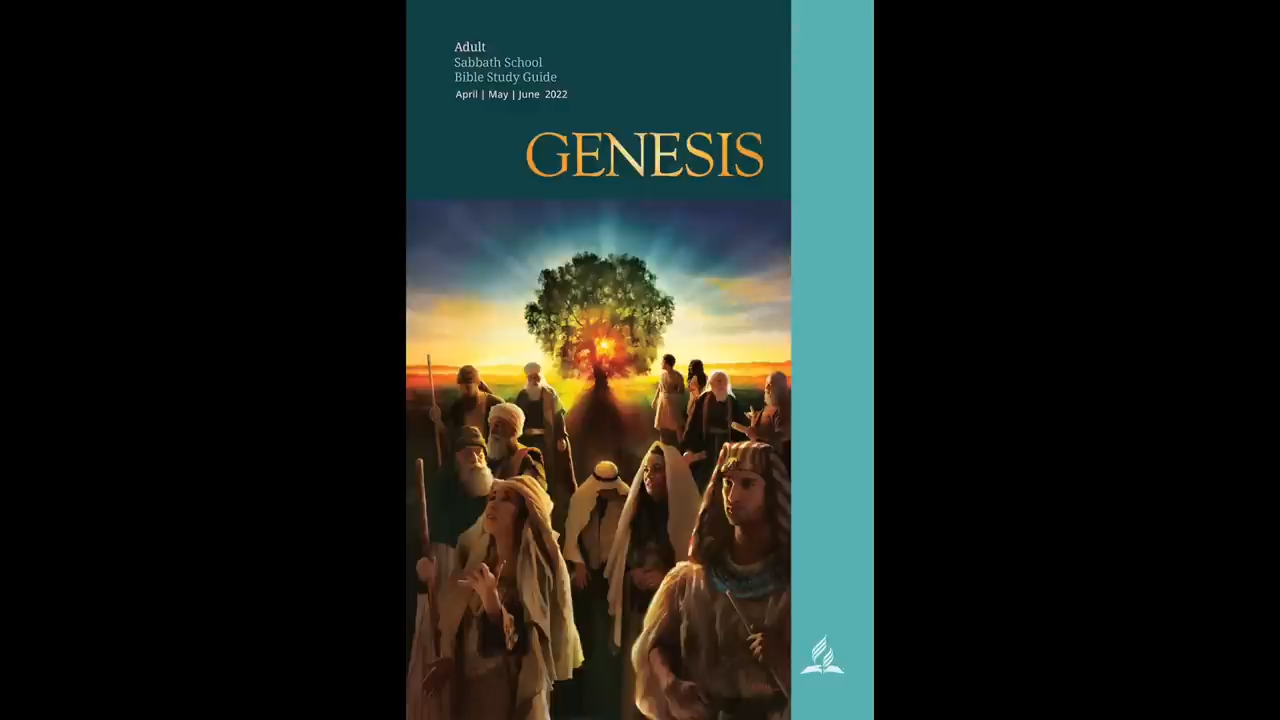 Adult
Sabbath School
Bible Study Guide
April | May | June 2022
GENESIS